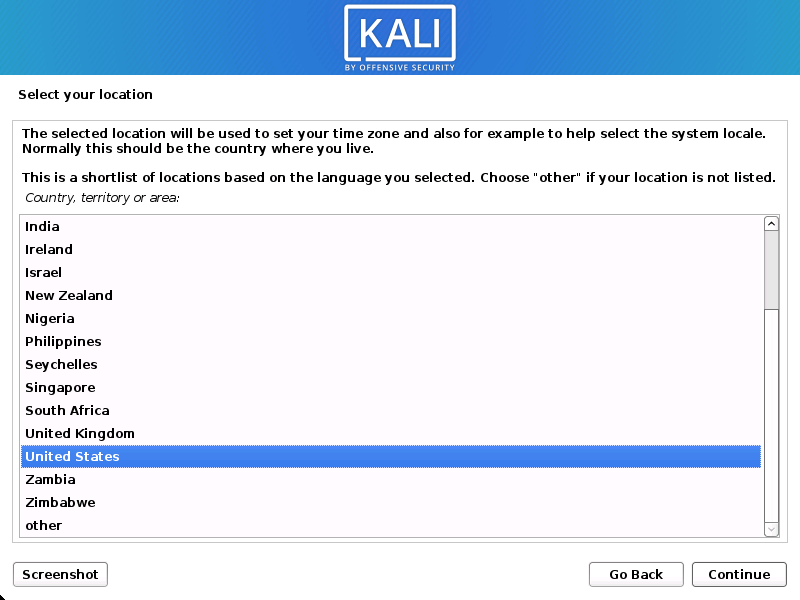 KALI
BY OFFENSIVE SECURITY
Select your location
The selected location will be used to set your time zone and also for example to help select the system locale.
Normally this should be the country where you live.
This is a shortlist of locations based on the language you selected. Choose "other" if your location is not listed.
Country, territory or area:
India
Ireland
Israel
New Zealand
Nigeria
Philippines
Seychelles
Singapore
South Africa
United Kingdom
United States
Zambia
Zimbabwe
other
Screenshot
Go Back
Continue